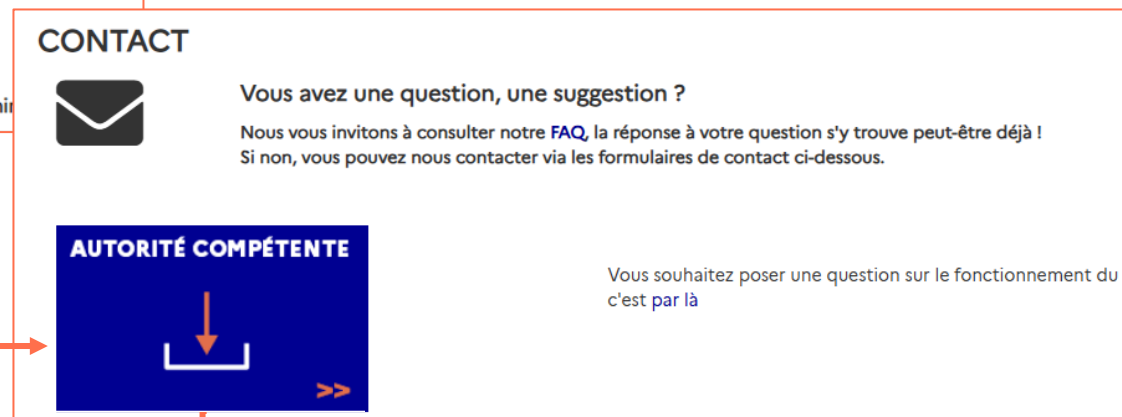 CONTACT
Vous avez une question, une suggestion ?
Nous vous invitons à consulter notre FAQ, la réponse à votre question s'y trouve peut-être déjà !
Si non, vous pouvez nous contacter via les formulaires de contact ci-dessous.
AUTORITÉ COMPÉTENTE
>>
Vous souhaitez poser une question sur le fonctionnement du
c'est par là